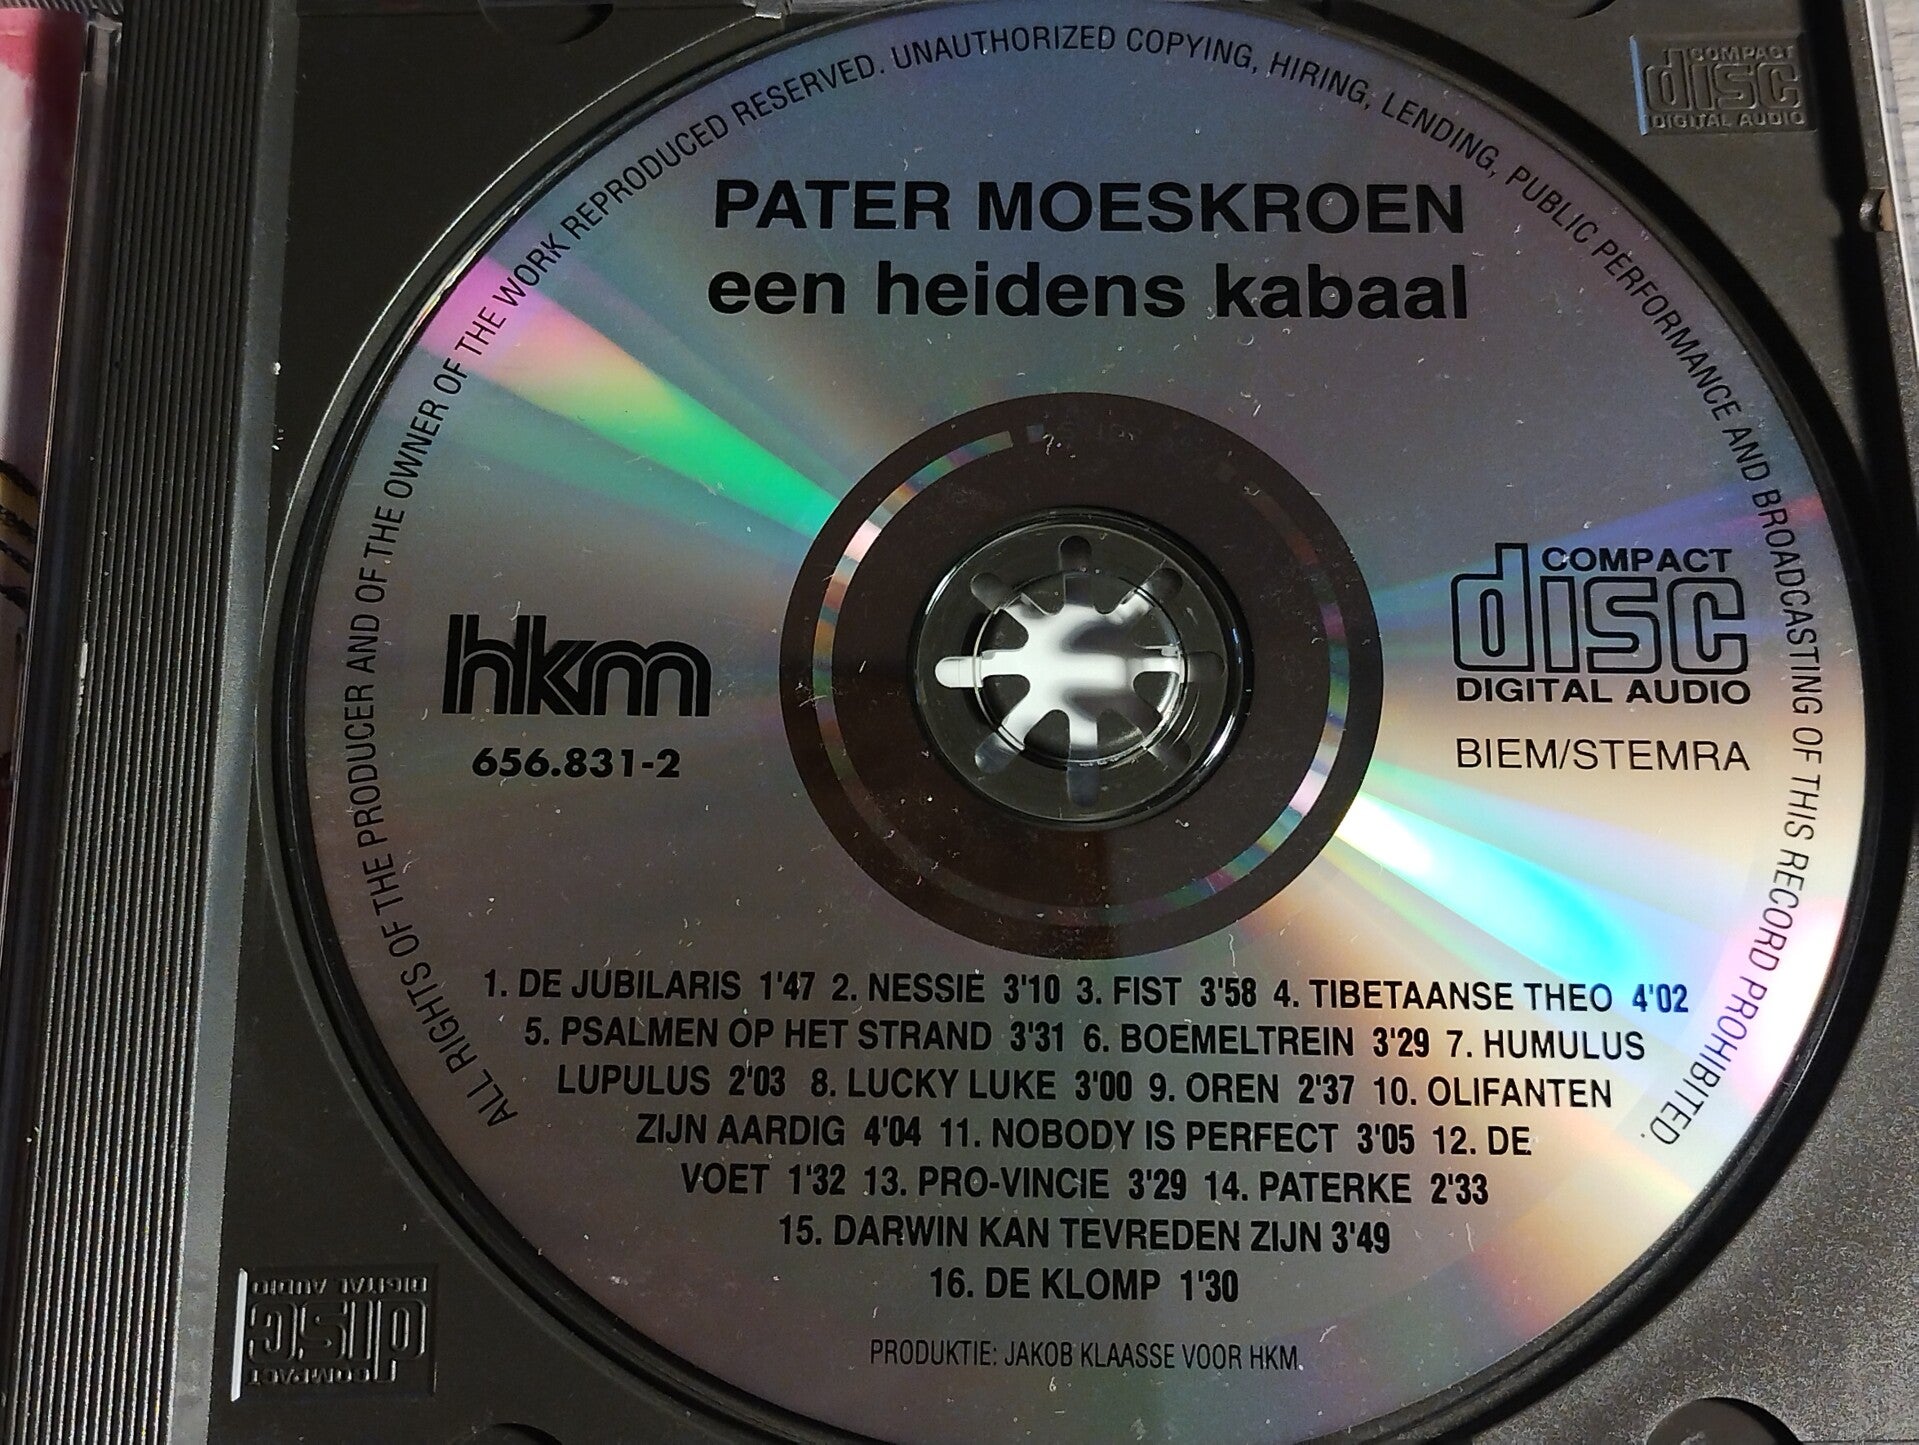 ALL RIGHTS OF THE PRODUCER AND OF THE OWNER OF THE WORK REPRODUCED RESERVED. UNAUTHORIZED COPYING, HIRING, LENDING, PUBLIC PERFORMANCE AND BROADCASTING OF THIS RECORD PROHIBITED.
PATER MOESKROEN
een heidens kabaal
hkm
656.831-2
COMPACT
disc
DIGITAL AUDIO
BIEM/STEMRA
1. DE JUBILARIS 1'47 2. NESSIE 3'10 3. FIST 3'58 4. TIBETAANSE THEO 4'02
5. PSALMEN OP HET STRAND 3'31 6. BOEMELTREIN 3'29 7. HUMULUS
LUPULUS 2'03 8. LUCKY LUKE 3'00 9. OREN 2'37 10. OLIFANTEN
ZIJN AARDIG 4'04 11. NOBODY IS PERFECT 3'05 12. DE
VOET 1'32 13. PRO-VINCIE 3'29 14. PATERKE 2'33
15. DARWIN KAN TEVREDEN ZIJN 3'49
16. DE KLOMP 1'30
PRODUKTIE: JAKOB KLAASSE VOOR HKM.
COMPACT
disc
DIGITAL AUDIO
COMPACT
disc
DIGITAL AUDIO